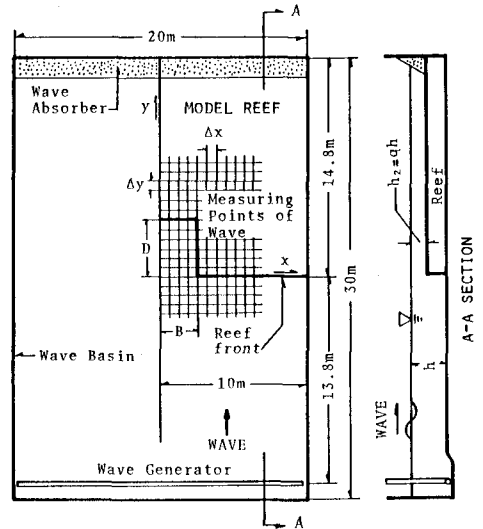 A
20m
Wave
Absorber
y
MODEL REEF
Δx
Δy
Measuring
Points of
Wave
D
x
B
Reef
front
Wave Basin
10m
WAVE
Wave Generator
A
14.8m
13.8m
30m
h₂=qh
Reef
h
WAVE
A-A SECTION